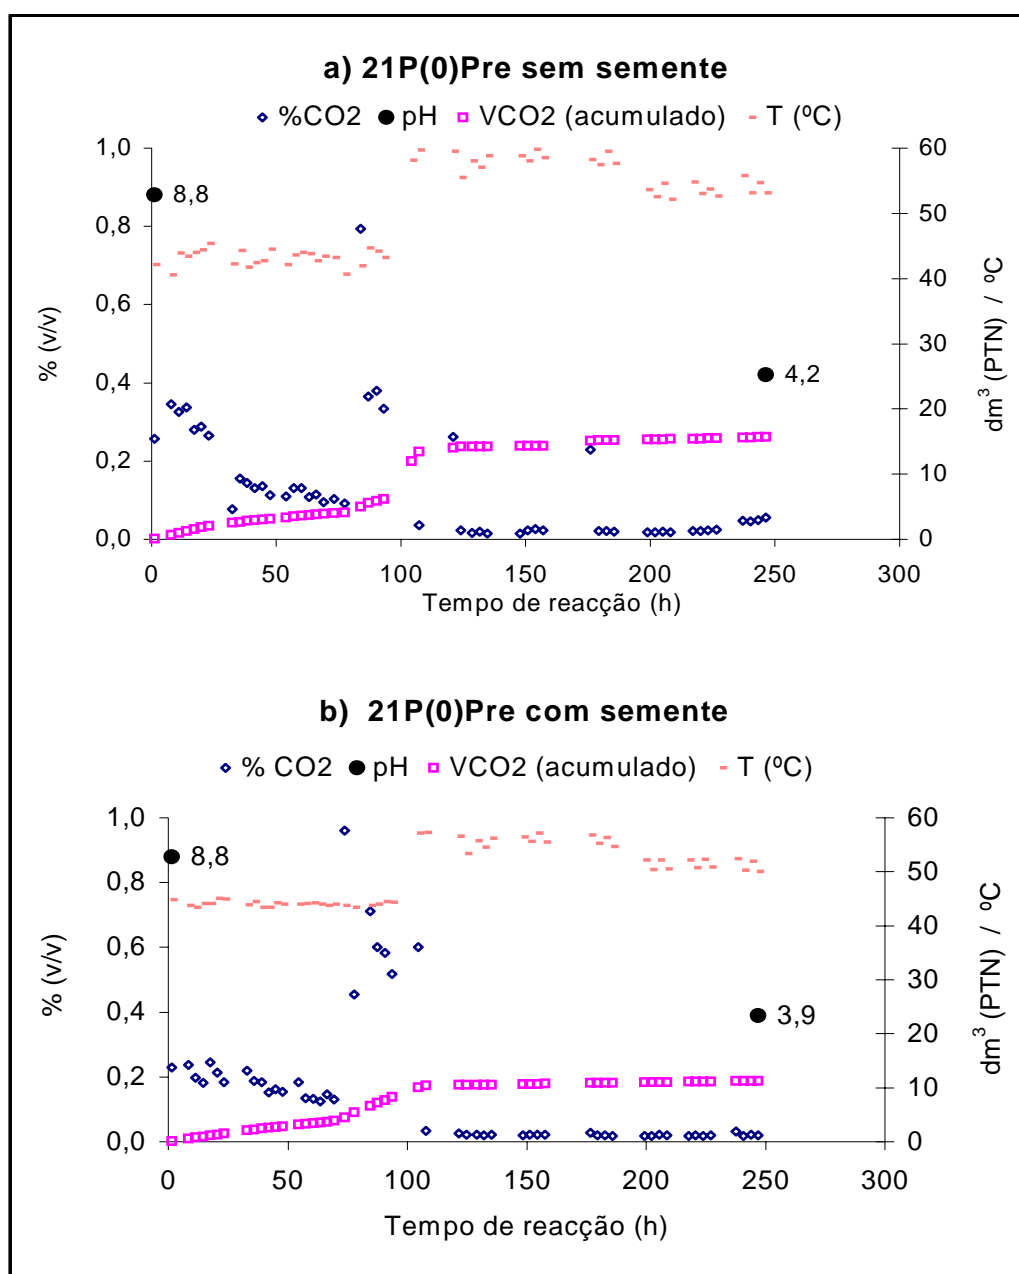 a) 21P(0)Pre sem semente
%CO2 pH VCO2 (acumulado) T (ºC)
1,0 60
8,8
50
0,8
40
0,6
% (v/v)
dm³ (PTN) / ºC
30
0,4
4,2
20
0,2
10
0,0 0
0 50 100 150 200 250 300
Tempo de reacção (h)
b) 21P(0)Pre com semente
% CO2 pH VCO2 (acumulado) T (ºC)
1,0 60
8,8
50
0,8
40
0,6
% (v/v)
dm³ (PTN) / ºC
30
0,4
3,9
20
0,2
10
0,0 0
0 50 100 150 200 250 300
Tempo de reacção (h)